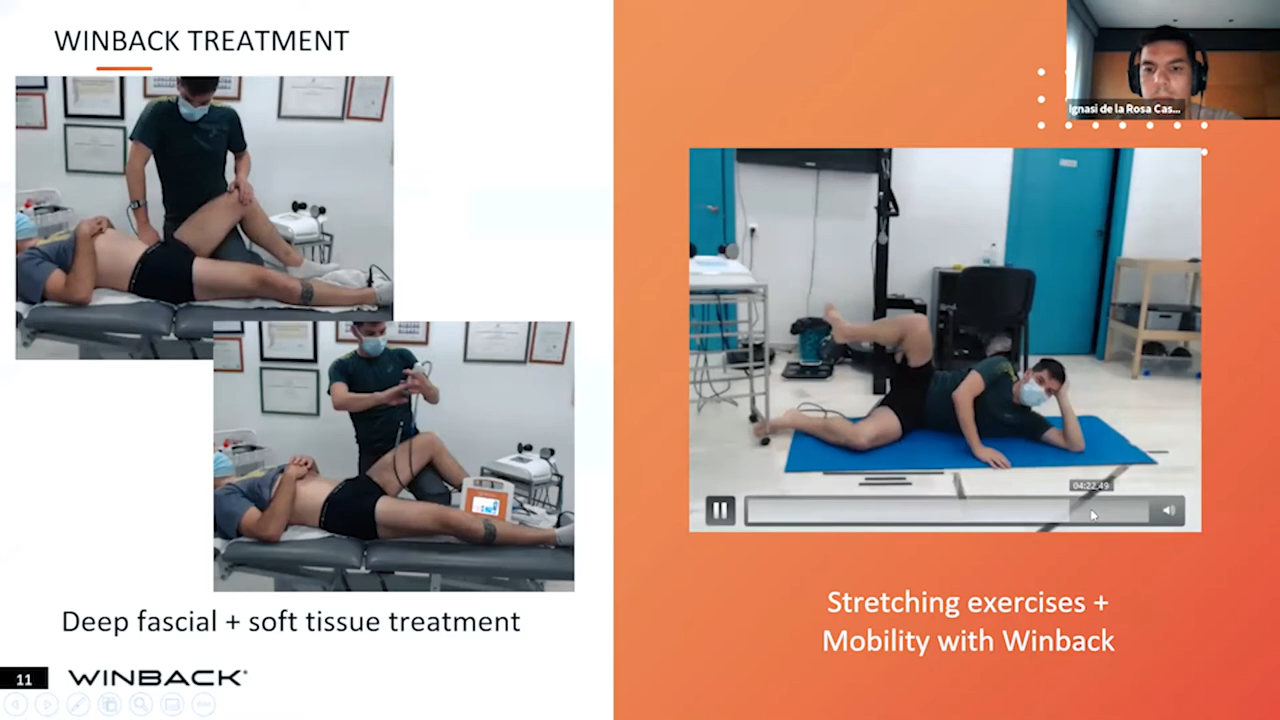 WINBACK TREATMENT
Ignasi de la Rosa Cas...
04:22,49
Deep fascial + soft tissue treatment
Stretching exercises +
Mobility with Winback
11
WINBACK®